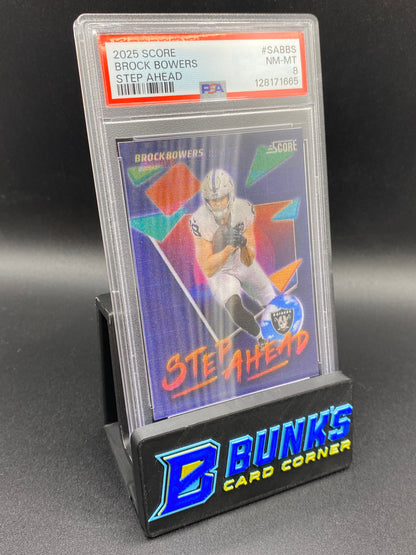 2025 SCORE #SABBS
BROCK BOWERS NM-MT
STEP AHEAD 8
PSA 128171665
BROCKBOWERS
SCORE
RAIDERS
STEP AHEAD
B BUNK'S
CARD CORNER